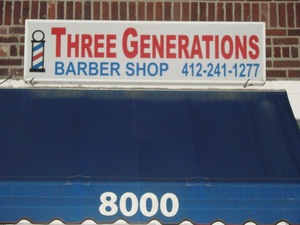 THREE GENERATIONS
BARBER SHOP 412-241-1277
8000